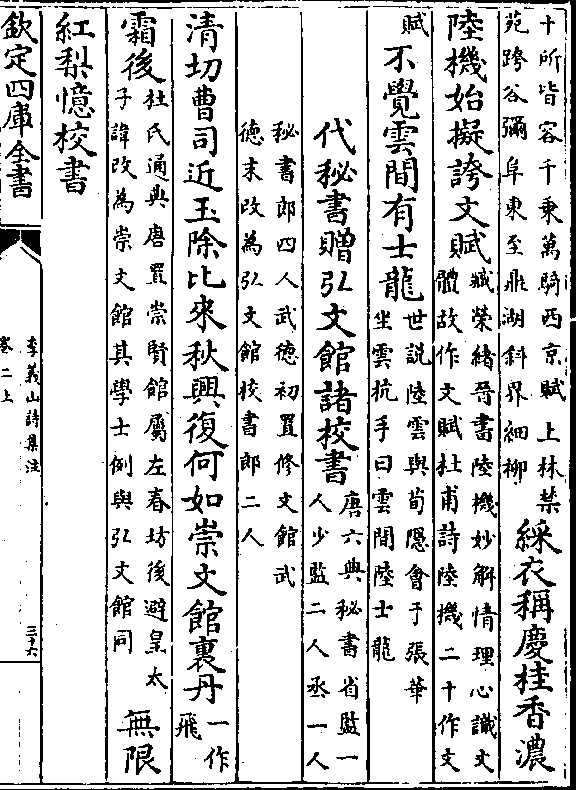 十所皆容千乘萬騎西京賦上林禁
苑跨谷彌阜東至鼎湖斜界細柳
綵衣稱慶桂香濃
陸機始擬誇文賦
臧榮緒晉書陸機妙解情理心識文
體故作文賦杜甫詩陸機二十作文
賦
不覺雲間有士龍
世説陸雲與荀隱會于張華
坐雲抗手曰雲間陸士龍
代秘書贈弘文館諸校書
唐六典秘書省監一
人少監二人丞一人
秘書郎四人武德初置修文館武
德末改為弘文館校書郎二人
清切曹司近玉除比來秋興復何如崇文館裏丹
一作
飛
霜後
杜氏通典唐置崇賢館屬左春坊後避皇太
子諱改為崇文館其學士例與弘文館同
無限
紅梨憶校書
欽定四庫全書
李義山詩集注
卷二上
三十六